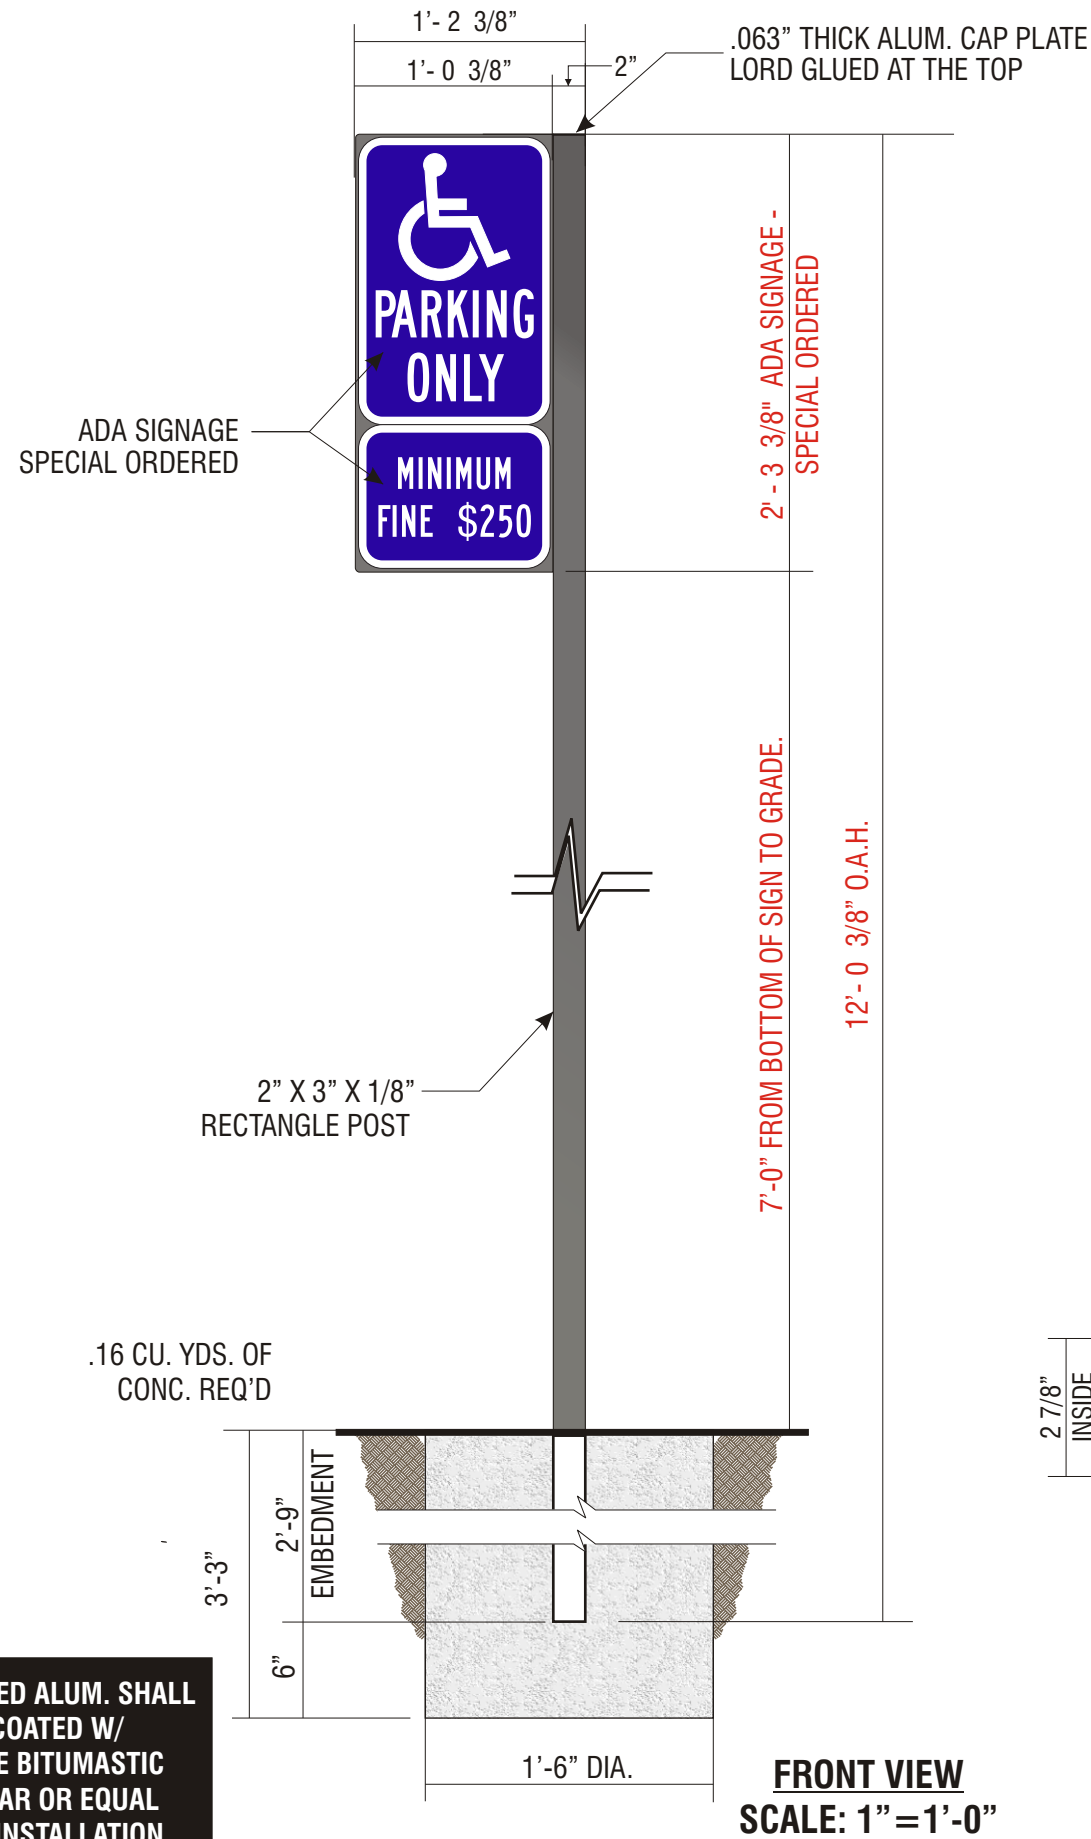 1'- 2 3/8"
1'- 0 3/8"
2"
.063" THICK ALUM. CAP PLATE
LORD GLUED AT THE TOP
PARKING
ONLY
MINIMUM
FINE $250
ADA SIGNAGE
SPECIAL ORDERED
2' - 3 3/8" ADA SIGNAGE -
SPECIAL ORDERED
7'-0" FROM BOTTOM OF SIGN TO GRADE.
12'- 0 3/8" O.A.H.
2" X 3" X 1/8"
RECTANGLE POST
.16 CU. YDS. OF
CONC. REQ'D
2 7/8"
INSIDE
2'-9"
EMBEDMENT
3'-3"
6"
1'-6" DIA.
ED ALUM. SHALL
COATED W/
E BITUMASTIC
AR OR EQUAL
INSTALLATION
FRONT VIEW
SCALE: 1"=1'-0"